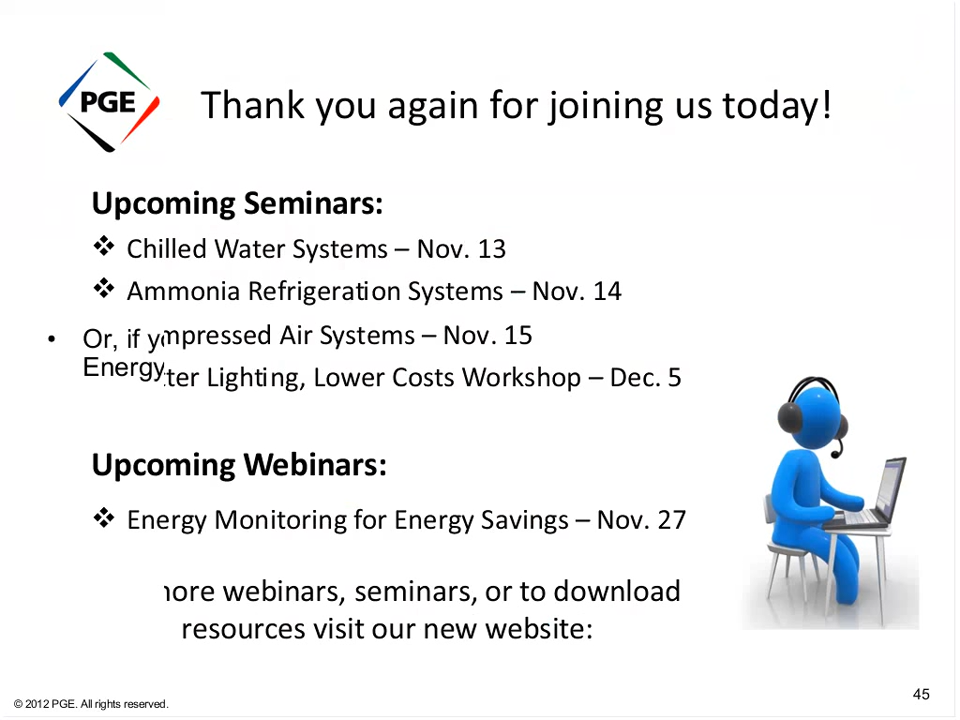 PGE
Thank you again for joining us today!
Upcoming Seminars:
❖ Chilled Water Systems – Nov. 13
❖ Ammonia Refrigeration Systems – Nov. 14
• Or, if
mpressed Air Systems – Nov. 15
Energy
tter Lighting, Lower Costs Workshop – Dec. 5
Upcoming Webinars:
❖ Energy Monitoring for Energy Savings – Nov. 27
more webinars, seminars, or to download
resources visit our new website:
© 2012 PGE. All rights reserved.
45